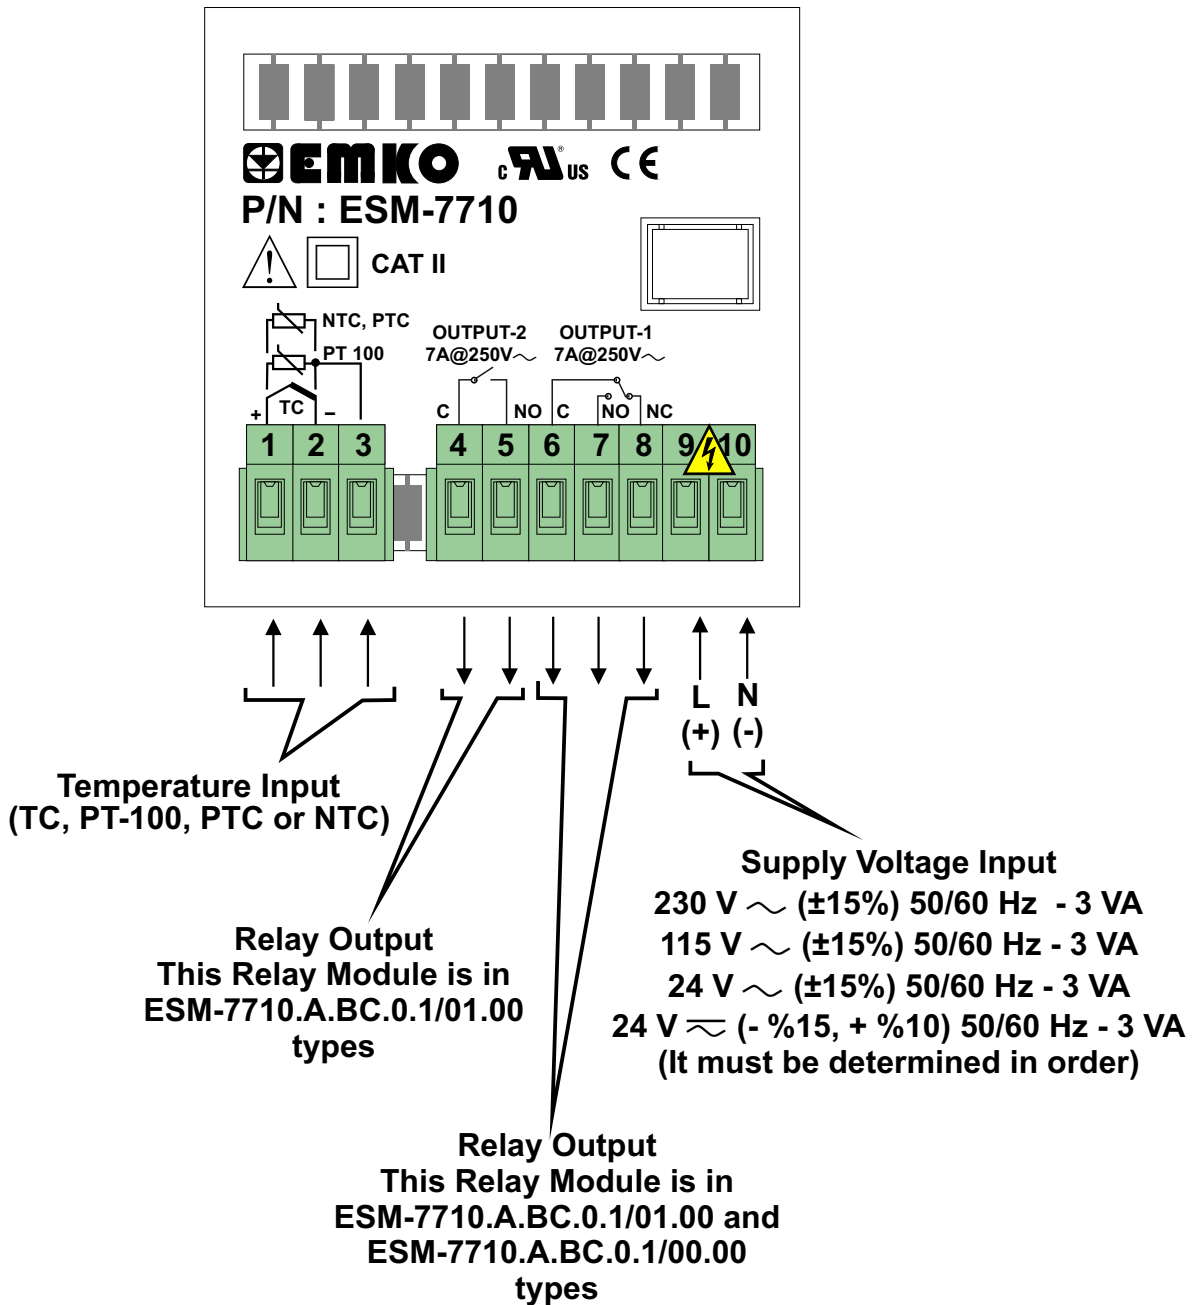 EMKO
c UR ® US CE
P/N : ESM-7710
! CAT II
NTC, PTC
PT 100
+ TC −
OUTPUT-2
7A@250V～
C NO
OUTPUT-1
7A@250V～
C NO NC
1 2 3 4 5 6 7 8 9 10
L N
(+) (-)
Temperature Input
(TC, PT-100, PTC or NTC)
Supply Voltage Input
230 V ～ (±15%) 50/60 Hz - 3 VA
115 V ～ (±15%) 50/60 Hz - 3 VA
24 V ～ (±15%) 50/60 Hz - 3 VA
24 V ⎓～ (- %15, + %10) 50/60 Hz - 3 VA
(It must be determined in order)
Relay Output
This Relay Module is in
ESM-7710.A.BC.0.1/01.00
types
Relay Output
This Relay Module is in
ESM-7710.A.BC.0.1/01.00 and
ESM-7710.A.BC.0.1/00.00
types